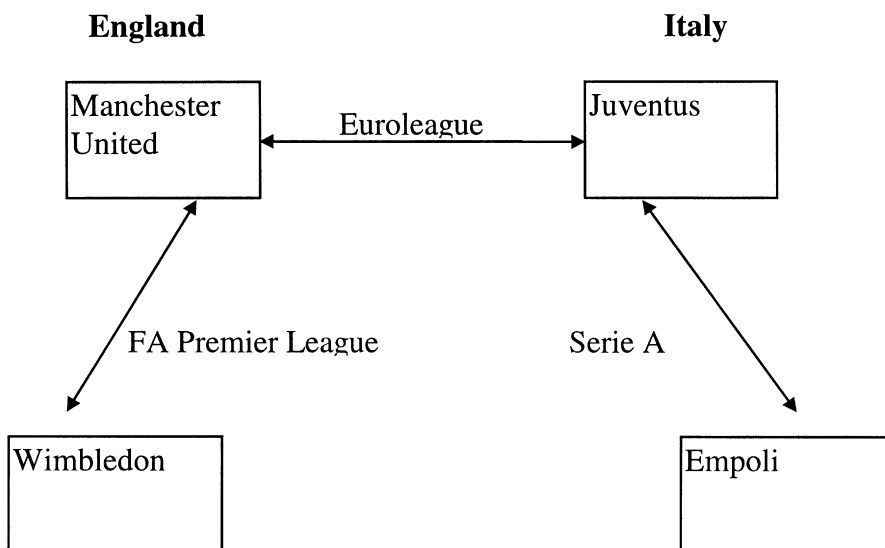 England
Italy
Manchester
United
Euroleague
Juventus
FA Premier League
Serie A
Wimbledon
Empoli